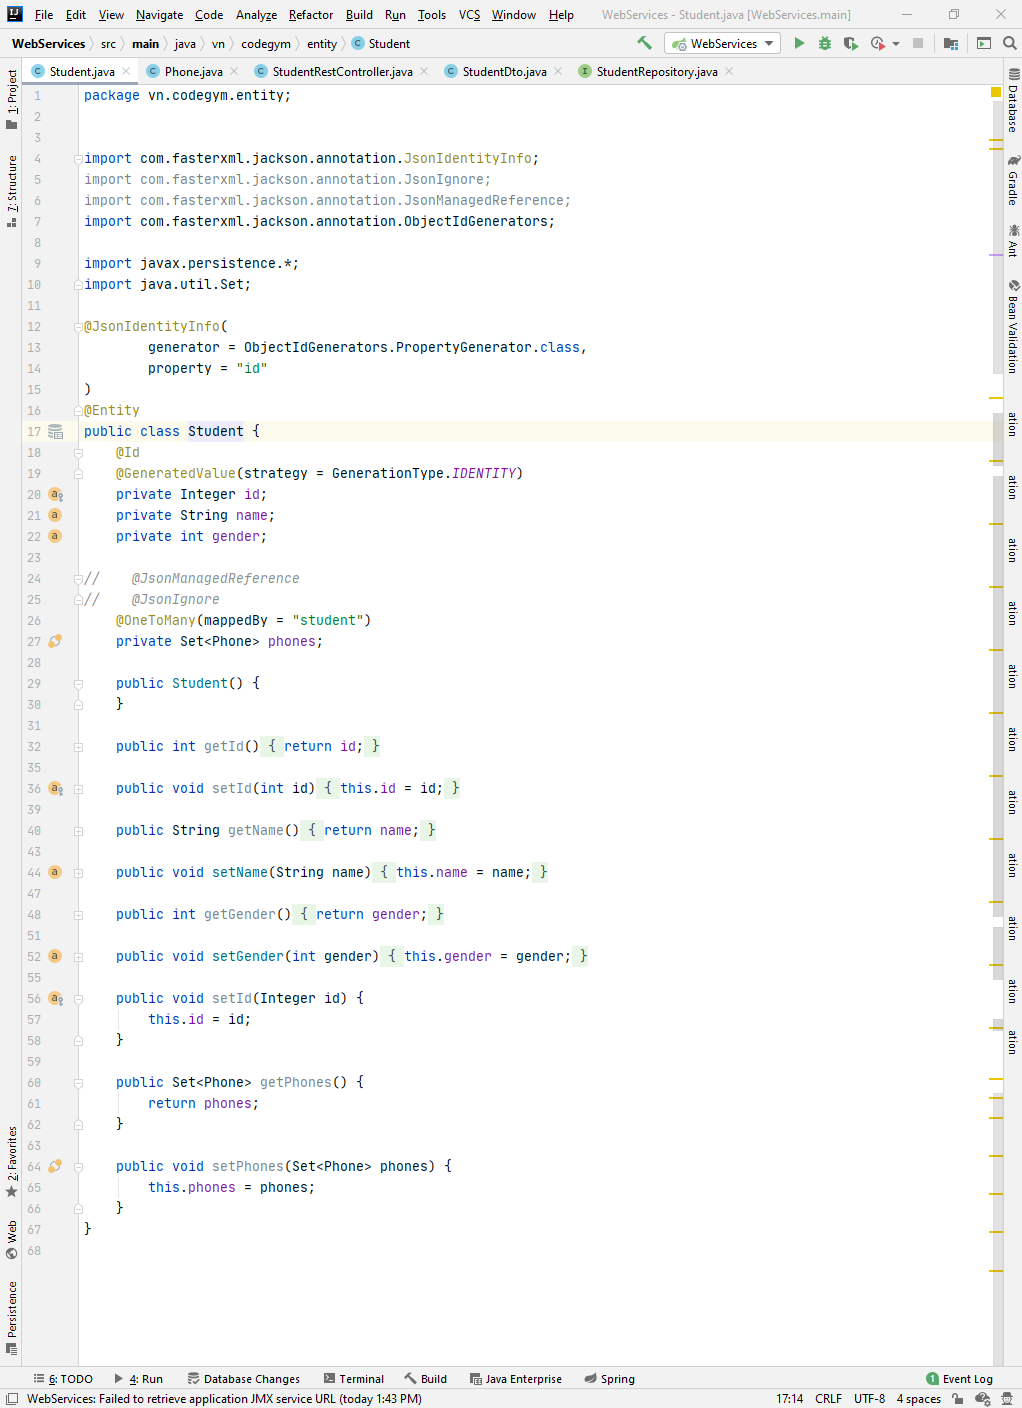 File Edit View Navigate Code Analyze Refactor Build Run Tools VCS Window Help WebServices - Student.java [WebServices.main]
WebServices src main java vn codegym entity Student WebServices
Student.java Phone.java StudentRestController.java StudentDto.java StudentRepository.java
1 package vn.codegym.entity;
2
3
4 import com.fasterxml.jackson.annotation.JsonIdentityInfo;
5 import com.fasterxml.jackson.annotation.JsonIgnore;
6 import com.fasterxml.jackson.annotation.JsonManagedReference;
7 import com.fasterxml.jackson.annotation.ObjectIdGenerators;
8
9 import javax.persistence.*;
10 import java.util.Set;
11
12 @JsonIdentityInfo(
13 generator = ObjectIdGenerators.PropertyGenerator.class,
14 property = "id"
15 )
16 @Entity
17 public class Student {
18 @Id
19 @GeneratedValue(strategy = GenerationType.IDENTITY)
20 private Integer id;
21 private String name;
22 private int gender;
23
24 // @JsonManagedReference
25 // @JsonIgnore
26 @OneToMany(mappedBy = "student")
27 private Set<Phone> phones;
28
29 public Student() {
30 }
31
32 public int getId() { return id; }
35
36 public void setId(int id) { this.id = id; }
39
40 public String getName() { return name; }
43
44 public void setName(String name) { this.name = name; }
47
48 public int getGender() { return gender; }
51
52 public void setGender(int gender) { this.gender = gender; }
55
56 public void setId(Integer id) {
57 this.id = id;
58 }
59
60 public Set<Phone> getPhones() {
61 return phones;
62 }
63
64 public void setPhones(Set<Phone> phones) {
65 this.phones = phones;
66 }
67 }
68
1: Project
7: Structure
2: Favorites
Web
Persistence
Database
Gradle
Ant
Bean Validation
ation
ation
ation
ation
ation
ation
ation
ation
ation
ation
ation
6: TODO 4: Run Database Changes Terminal Build Java Enterprise Spring 1 Event Log
WebServices: Failed to retrieve application JMX service URL (today 1:43 PM) 17:14 CRLF UTF-8 4 spaces